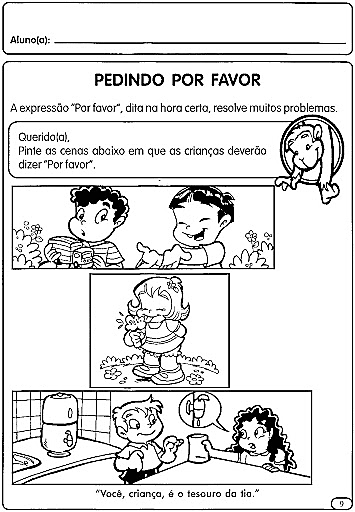 Aluno(a):
PEDINDO POR FAVOR
A expressão "Por favor", dita na hora certa, resolve muitos problemas.
Querido(a),
Pinte as cenas abaixo em que as crianças deverão
dizer "Por favor".
"Você, criança, é o tesouro da tia."
9